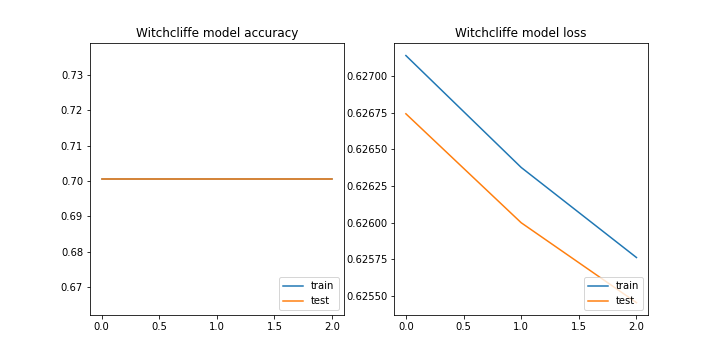 Witchcliffe model accuracy
0.73
0.72
0.71
0.70
0.69
0.68
0.67
0.0 0.5 1.0 1.5 2.0
train
test
Witchcliffe model loss
0.62700
0.62675
0.62650
0.62625
0.62600
0.62575
0.62550
0.0 0.5 1.0 1.5 2.0
train
test